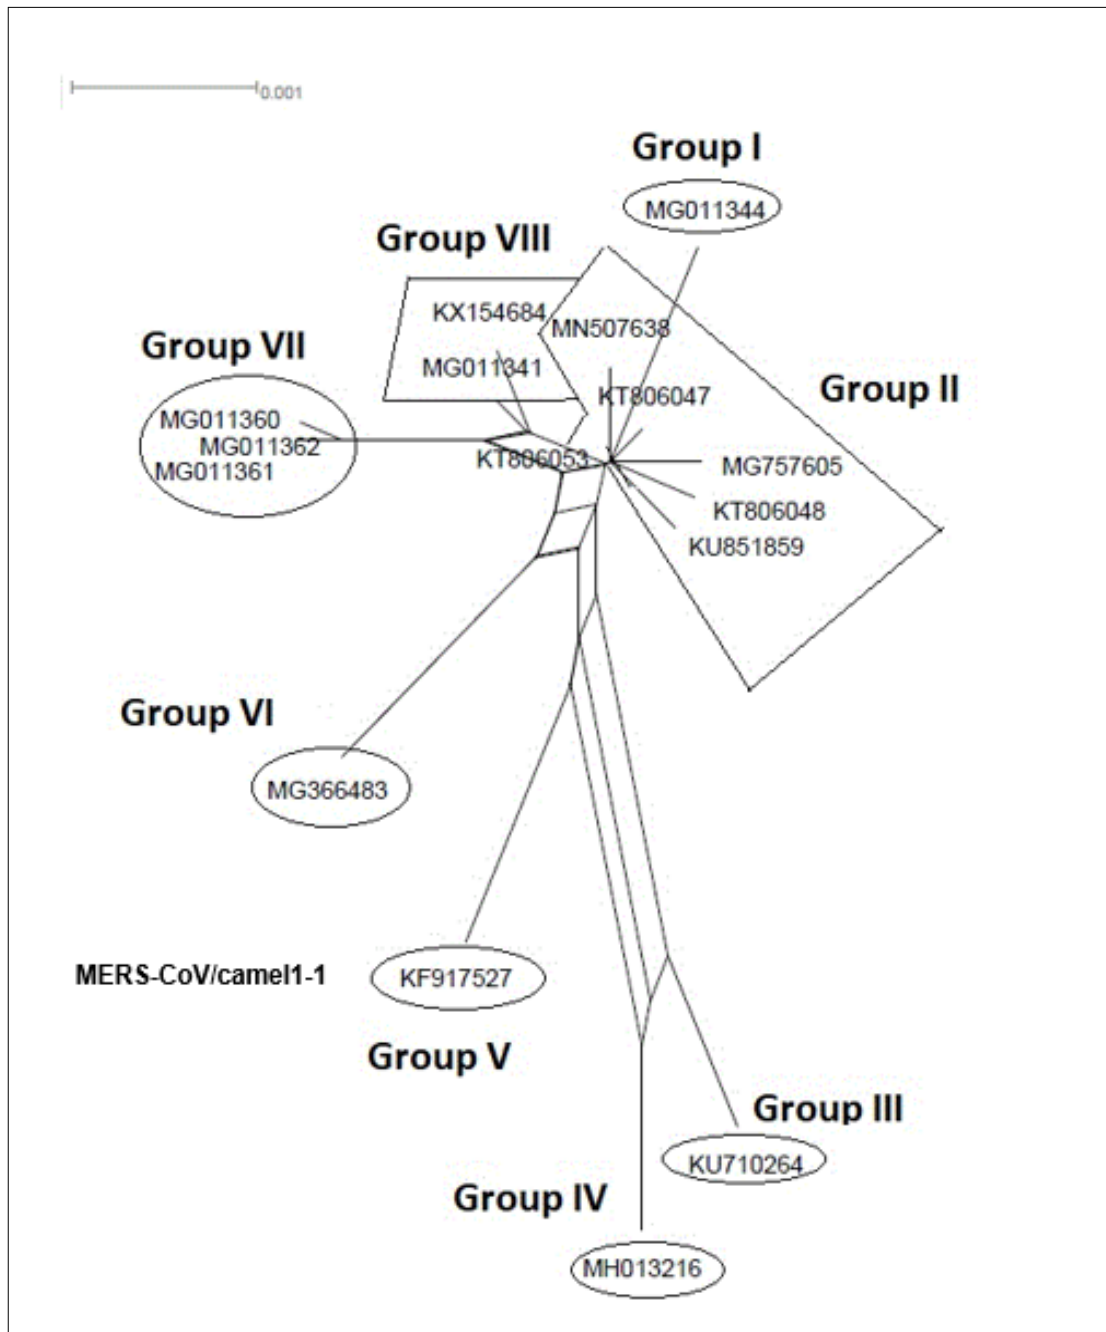 0.001
Group I
MG011344
Group VIII
KX154684
MN507638
Group VII
MG011341
KT806047
Group II
MG011360
MG011362
MG011361
KT806053
MG757605
KT806048
KU851859
Group VI
MG366483
MERS-CoV/camel1-1
KF917527
Group V
Group III
KU710264
Group IV
MH013216